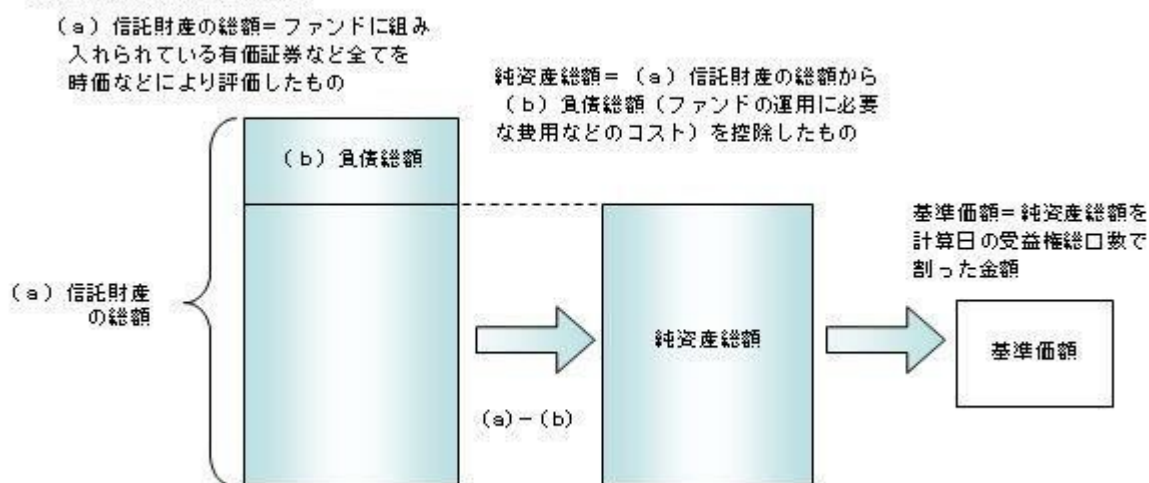 (a)信託財産の総額=ファンドに組み
入れられている有価証券など全てを
時価などにより評価したもの
純資産総額=(a)信託財産の総額から
(b)負債総額(ファンドの運用に必要
な費用などのコスト)を控除したもの
(b)負債総額
基準価額=純資産総額を
計算日の受益権総口数で
割った金額
(a)信託財産
の総額
純資産総額
基準価額
(a)-(b)